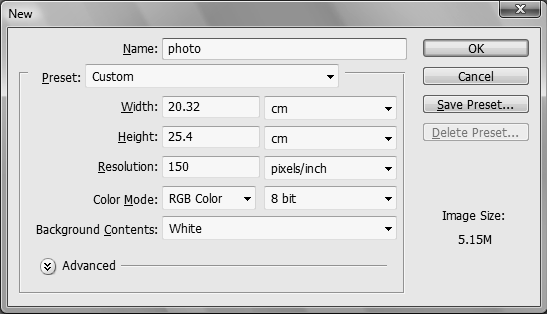 New
Name: photo
OK
Preset: Custom
Cancel
Width: 20.32 cm
Save Preset...
Height: 25.4 cm
Delete Preset...
Resolution: 150 pixels/inch
Color Mode: RGB Color 8 bit
Image Size:
Background Contents: White
5.15M
Advanced